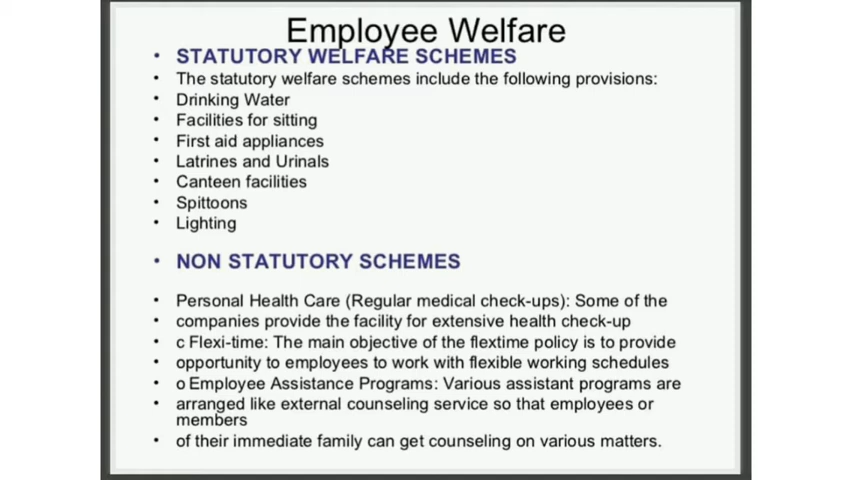 Employee Welfare
• STATUTORY WELFARE SCHEMES
• The statutory welfare schemes include the following provisions:
• Drinking Water
• Facilities for sitting
• First aid appliances
• Latrines and Urinals
• Canteen facilities
• Spittoons
• Lighting
• NON STATUTORY SCHEMES
• Personal Health Care (Regular medical check-ups): Some of the
• companies provide the facility for extensive health check-up
• c Flexi-time: The main objective of the flextime policy is to provide
• opportunity to employees to work with flexible working schedules
• o Employee Assistance Programs: Various assistant programs are
• arranged like external counseling service so that employees or
members
• of their immediate family can get counseling on various matters.